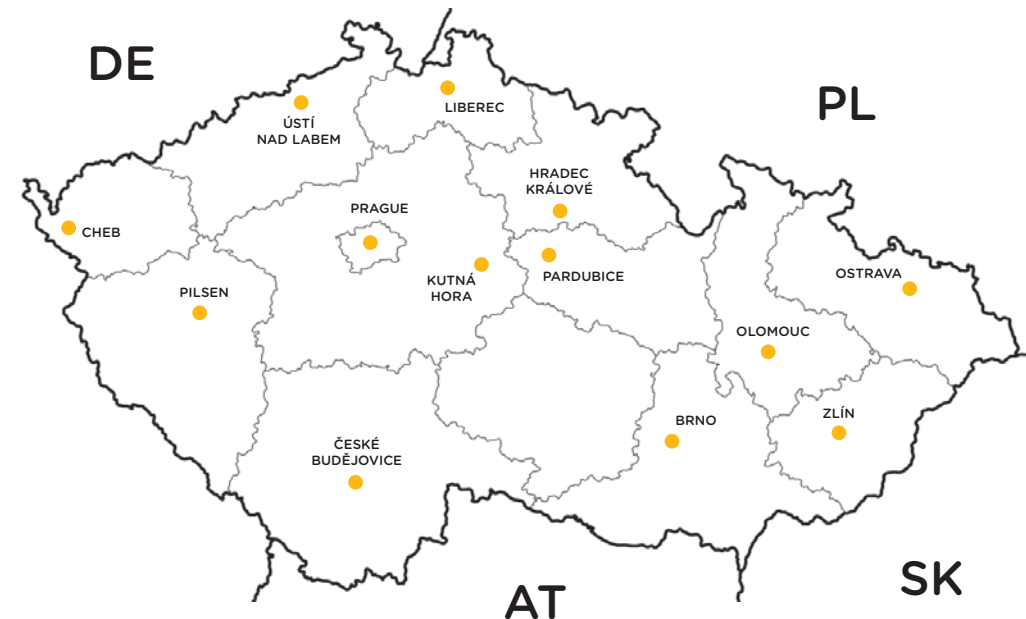 DE
PL
LIBEREC
ÚSTÍ
NAD LABEM
HRADEC
KRÁLOVÉ
PRAGUE
CHEB
KUTNÁ
HORA
PARDUBICE
OSTRAVA
PILSEN
OLOMOUC
ZLÍN
BRNO
ČESKÉ
BUDĚJOVICE
SK
AT